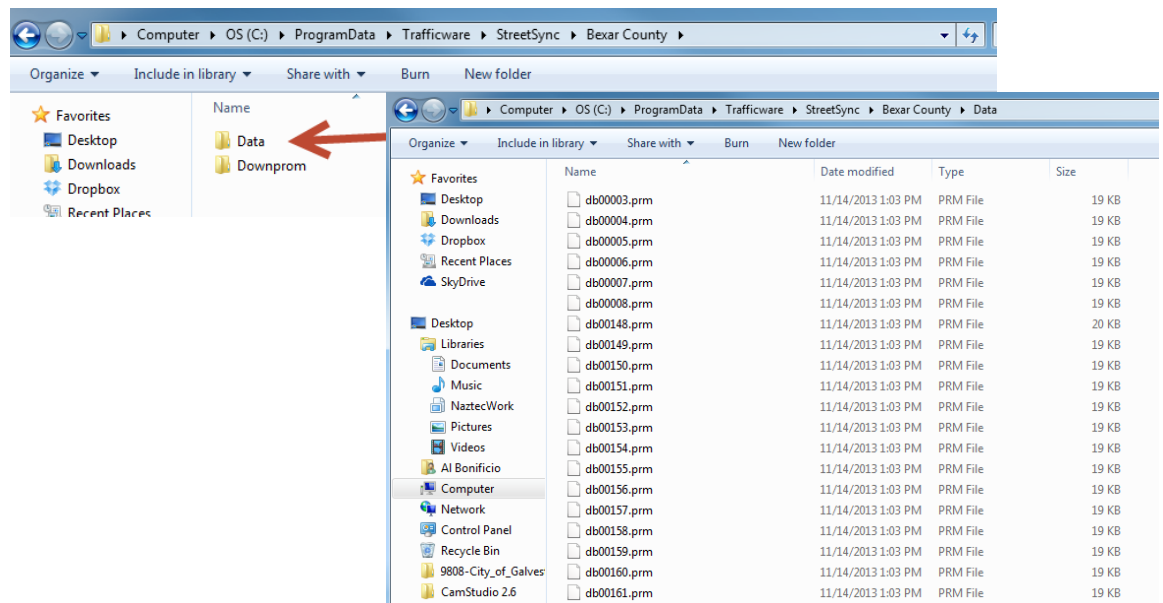 Computer OS (C:) ProgramData Trafficware StreetSync Bexar County
Organize Include in library Share with Burn New folder
Favorites
Desktop
Downloads
Dropbox
Recent Places
Name
Data
Downprom
Computer OS (C:) ProgramData Trafficware StreetSync Bexar County Data
Organize Include in library Share with Burn New folder
Favorites
Desktop
Downloads
Dropbox
Recent Places
SkyDrive
Desktop
Libraries
Documents
Music
NaztecWork
Pictures
Videos
Al Bonificio
Computer
Network
Control Panel
Recycle Bin
9808-City_of_Galves
CamStudio 2.6
Name Date modified Type Size
db00003.prm 11/14/2013 1:03 PM PRM File 19 KB
db00004.prm 11/14/2013 1:03 PM PRM File 19 KB
db00005.prm 11/14/2013 1:03 PM PRM File 19 KB
db00006.prm 11/14/2013 1:03 PM PRM File 19 KB
db00007.prm 11/14/2013 1:03 PM PRM File 19 KB
db00008.prm 11/14/2013 1:03 PM PRM File 19 KB
db00148.prm 11/14/2013 1:03 PM PRM File 20 KB
db00149.prm 11/14/2013 1:03 PM PRM File 19 KB
db00150.prm 11/14/2013 1:03 PM PRM File 19 KB
db00151.prm 11/14/2013 1:03 PM PRM File 19 KB
db00152.prm 11/14/2013 1:03 PM PRM File 19 KB
db00153.prm 11/14/2013 1:03 PM PRM File 19 KB
db00154.prm 11/14/2013 1:03 PM PRM File 19 KB
db00155.prm 11/14/2013 1:03 PM PRM File 19 KB
db00156.prm 11/14/2013 1:03 PM PRM File 19 KB
db00157.prm 11/14/2013 1:03 PM PRM File 19 KB
db00158.prm 11/14/2013 1:03 PM PRM File 19 KB
db00159.prm 11/14/2013 1:03 PM PRM File 19 KB
db00160.prm 11/14/2013 1:03 PM PRM File 19 KB
db00161.prm 11/14/2013 1:03 PM PRM File 19 KB